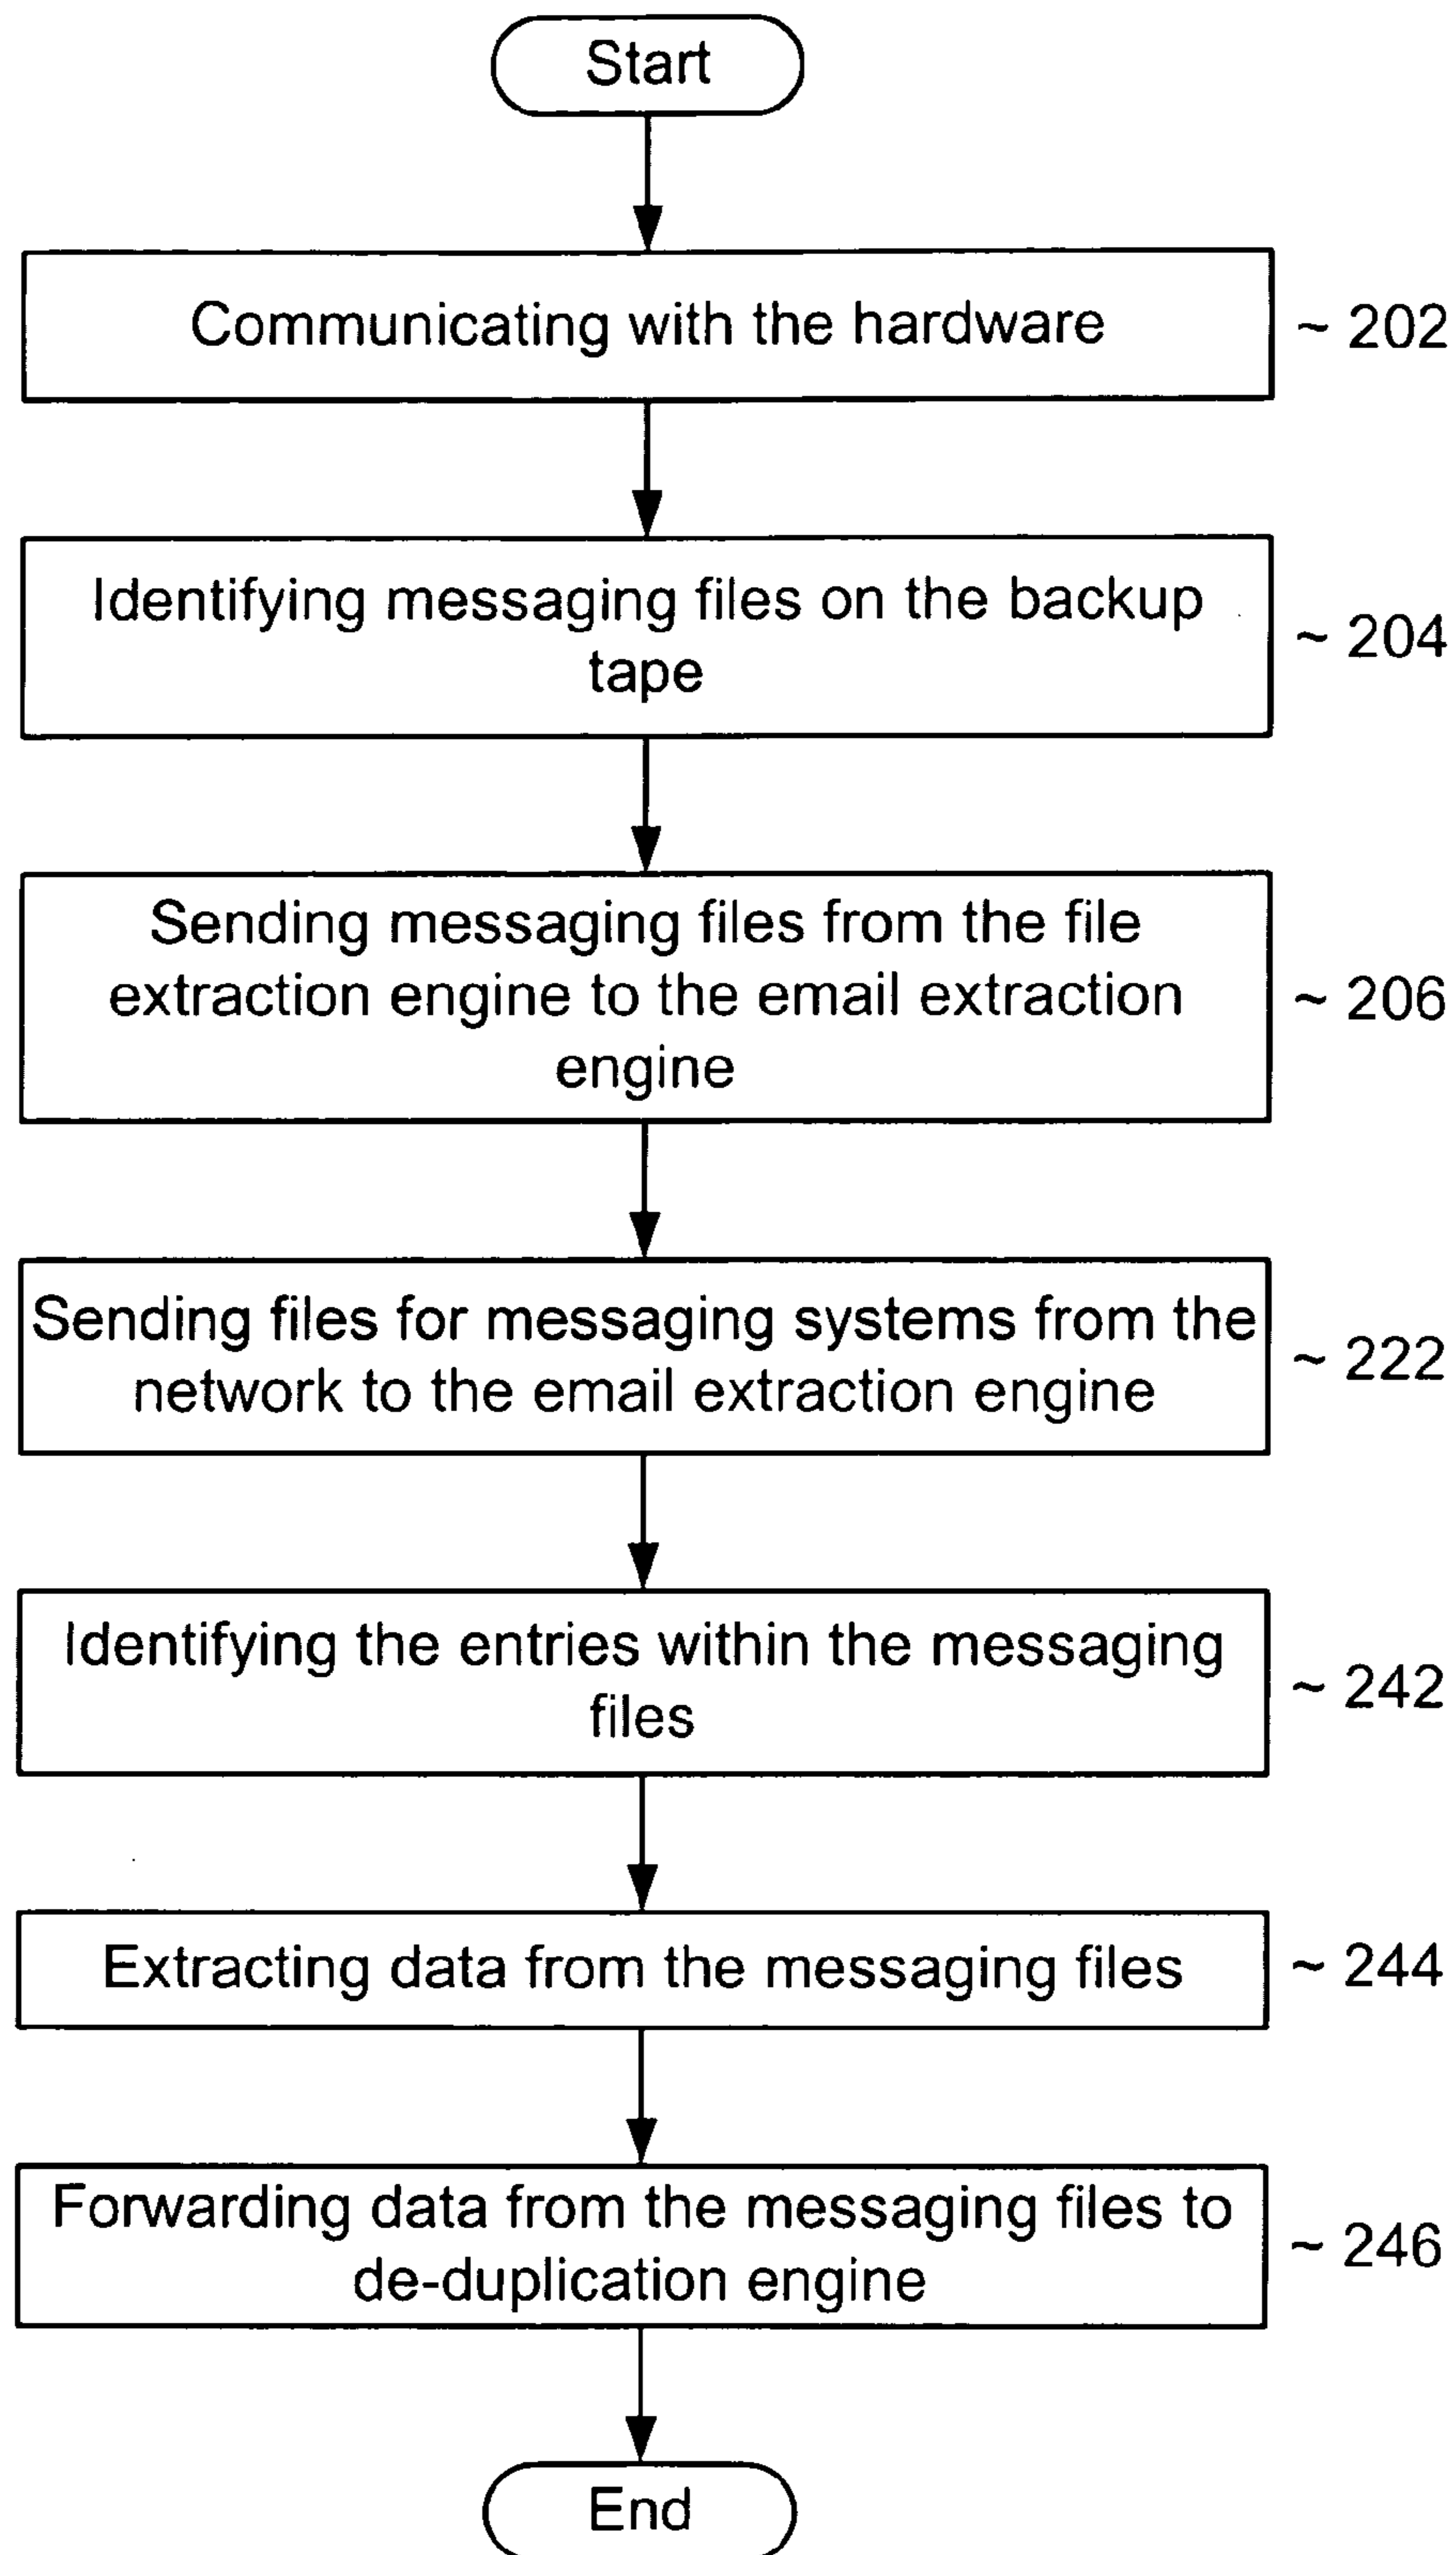 Start
Communicating with the hardware
~ 202
Identifying messaging files on the backup
tape
~ 204
Sending messaging files from the file
extraction engine to the email extraction
engine
~ 206
Sending files for messaging systems from the
network to the email extraction engine
~ 222
Identifying the entries within the messaging
files
~ 242
Extracting data from the messaging files
~ 244
Forwarding data from the messaging files to
de-duplication engine
~ 246
End